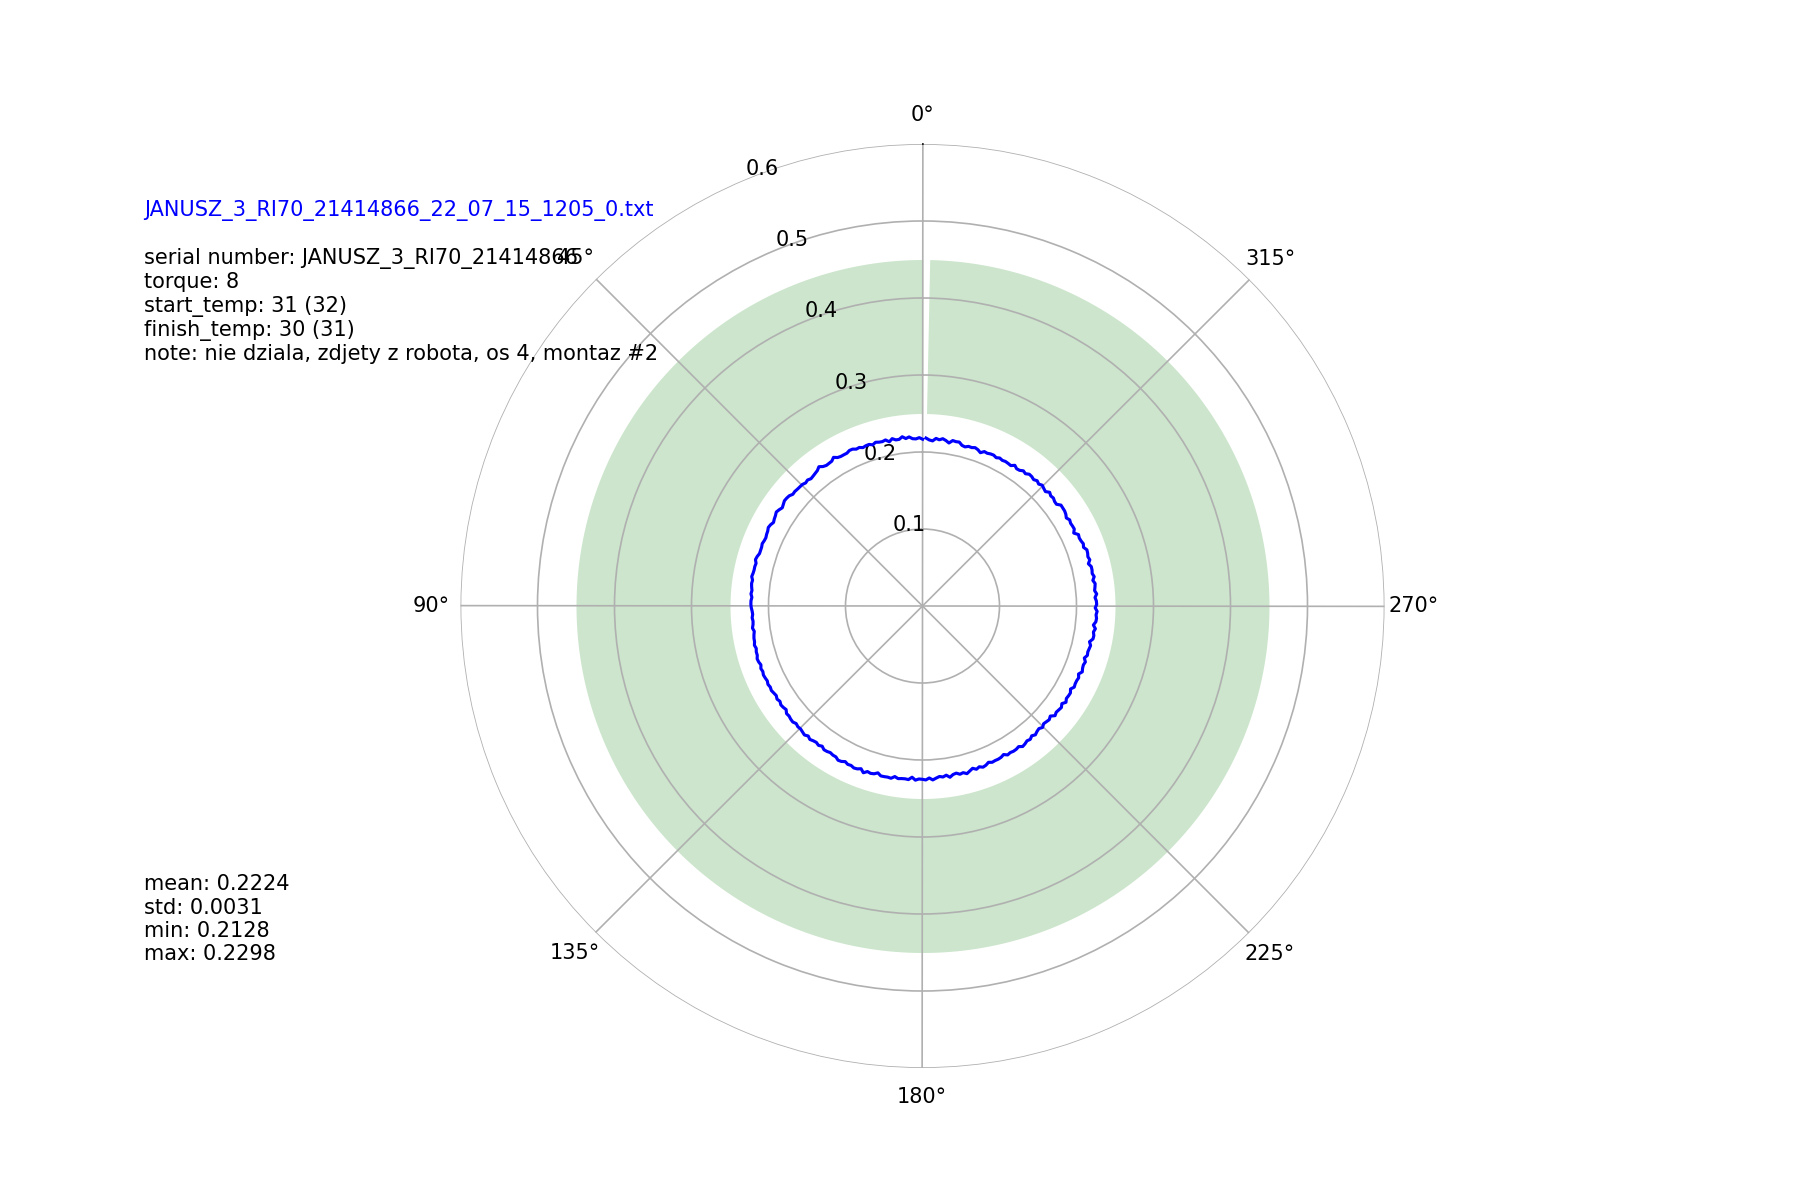 0°
0.6
JANUSZ_3_RI70_21414866_22_07_15_1205_0.txt
0.5
serial number: JANUSZ_3_RI70_21414866
45°
315°
torque: 8
start_temp: 31 (32)
0.4
finish_temp: 30 (31)
note: nie dziala, zdjety z robota, os 4, montaz #2
0.3
0.2
0.1
90°
270°
mean: 0.2224
std: 0.0031
min: 0.2128
max: 0.2298
135°
225°
180°